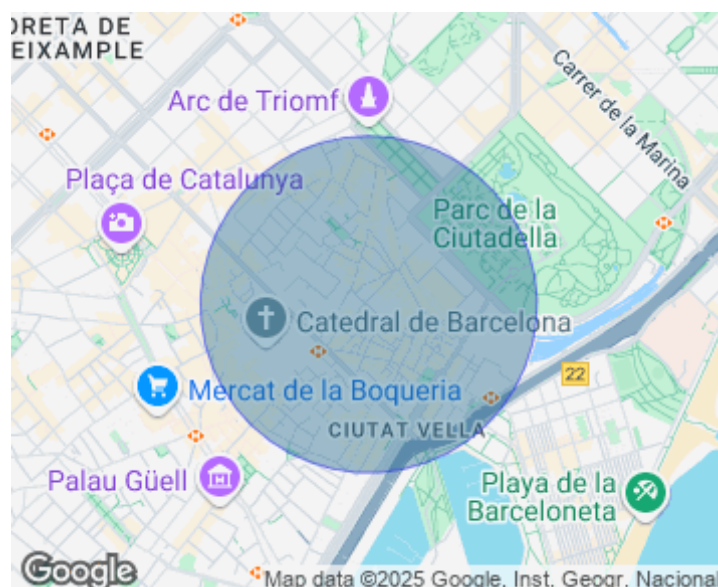 DRETA DE
EIXAMPLE
Arc de Triomf
Carrer de la Marina
Plaça de Catalunya
Parc de la
Ciutadella
Catedral de Barcelona
22
Mercat de la Boqueria
CIUTAT VELLA
Palau Güell
Playa de la
Barceloneta
Google
Map data ©2025 Google, Inst. Geogr. Nacional